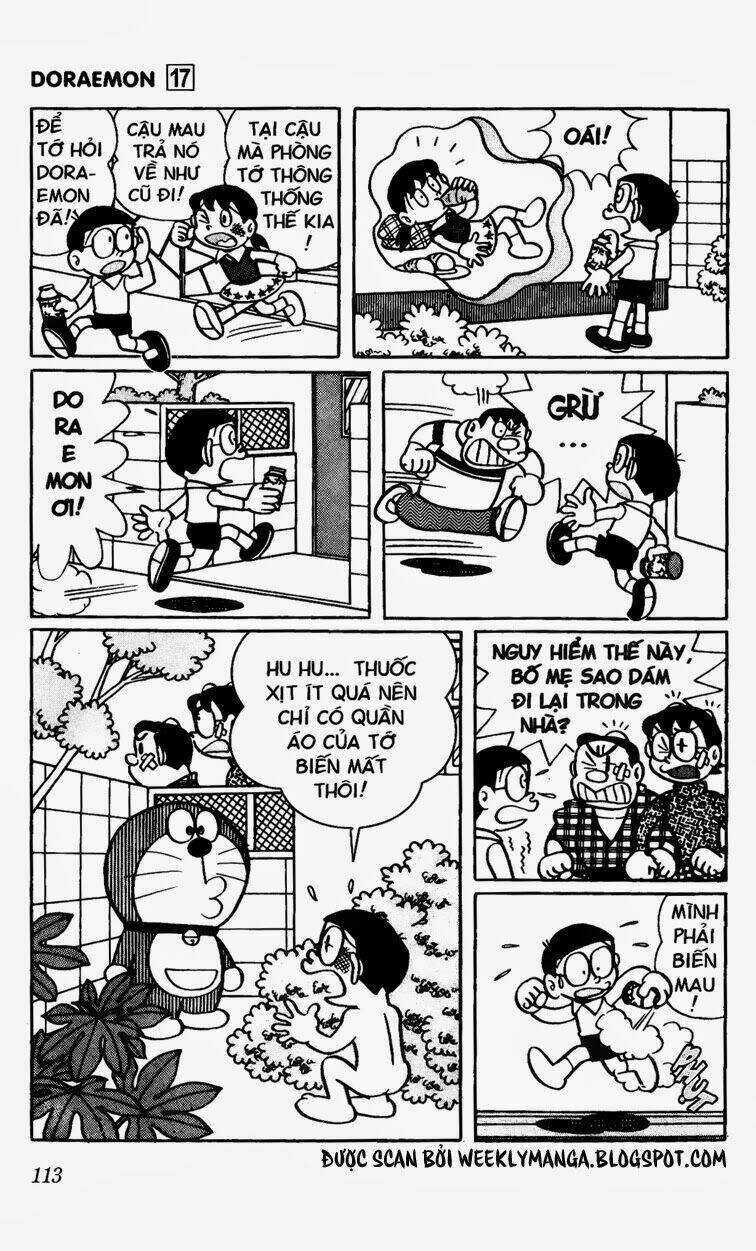 DORAEMON 17
OÁI!
TẠI CẬU
MÀ PHÒNG
TỚ THÔNG
THỐNG
THẾ KIA
!
CẬU MAU
TRẢ NÓ
VỀ NHƯ
CŨ ĐI!
ĐỂ
TỚ HỎI
DORA-
EMON
ĐÃ!
GRỪ
...
DO
RA
E
MON
ƠI!
NGUY HIỂM THẾ NÀY,
BỐ MẸ SAO DÁM
ĐI LẠI TRONG
NHÀ?
MÌNH
PHẢI
BIẾN
MAU
!
PHỤT
HU HU... THUỐC
XỊT ÍT QUÁ NÊN
CHỈ CÓ QUẦN
ÁO CỦA TỚ
BIẾN MẤT
THÔI!
ĐƯỢC SCAN BỞI WEEKLYMANGA.BLOGSPOT.COM
113